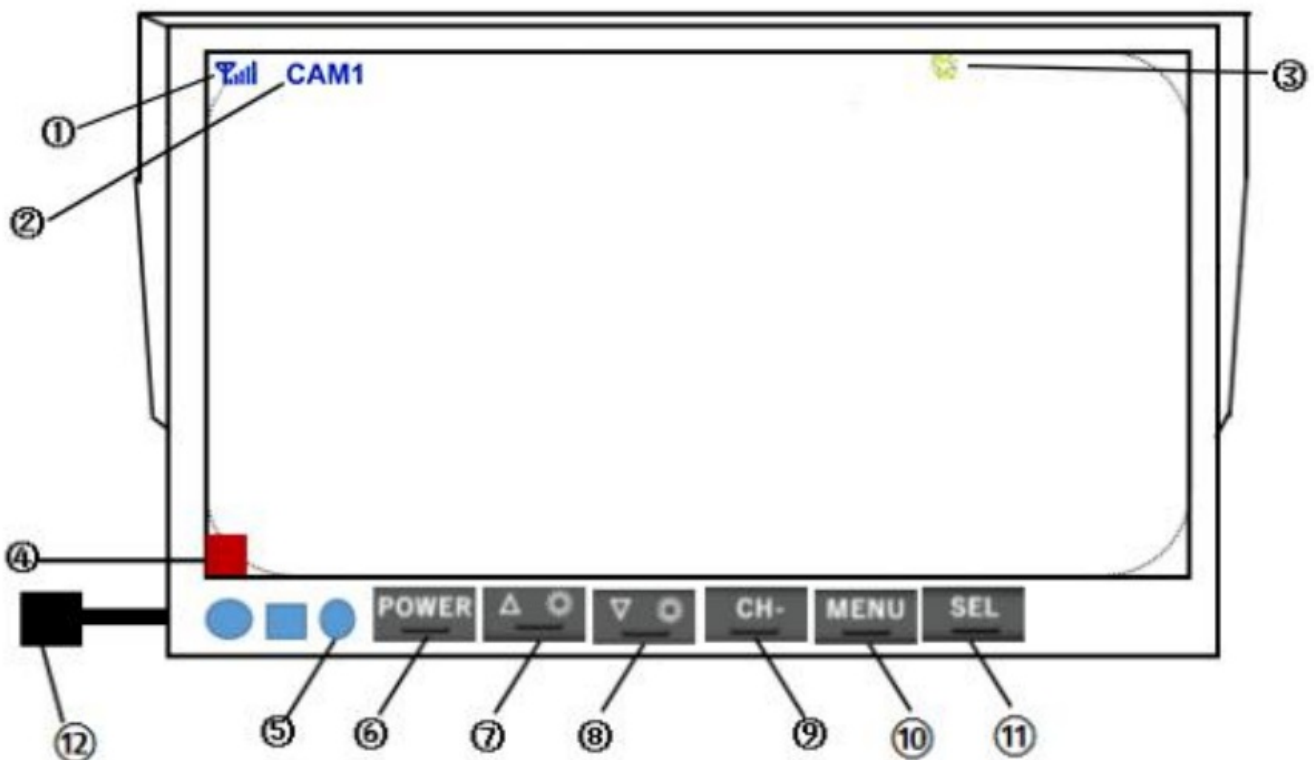 CAM1
③
①
②
④
POWER △ ▽ CH- MENU SEL
⑫ ⑤ ⑥ ⑦ ⑧ ⑨ ⑩ ⑪